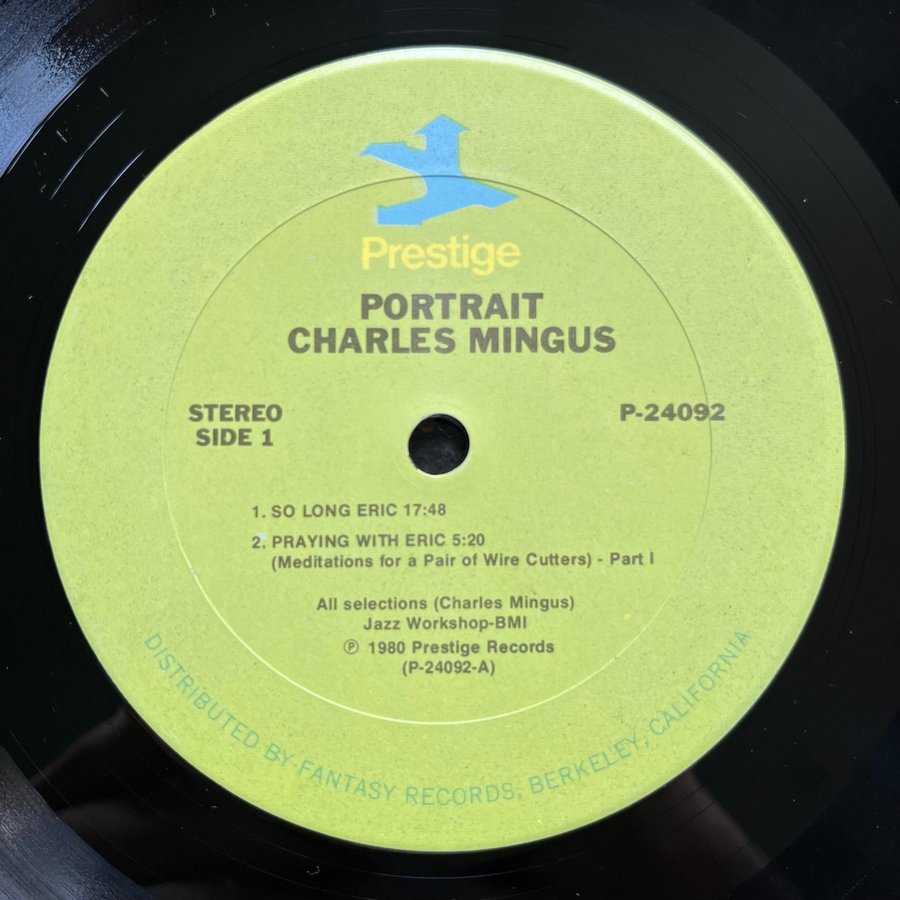 Prestige
PORTRAIT
CHARLES MINGUS
STEREO
SIDE 1
P-24092
1. SO LONG ERIC 17:48
2. PRAYING WITH ERIC 5:20
(Meditations for a Pair of Wire Cutters) - Part I
All selections (Charles Mingus)
Jazz Workshop-BMI
℗ 1980 Prestige Records
(P-24092-A)
DISTRIBUTED BY FANTASY RECORDS, BERKELEY, CALIFORNIA